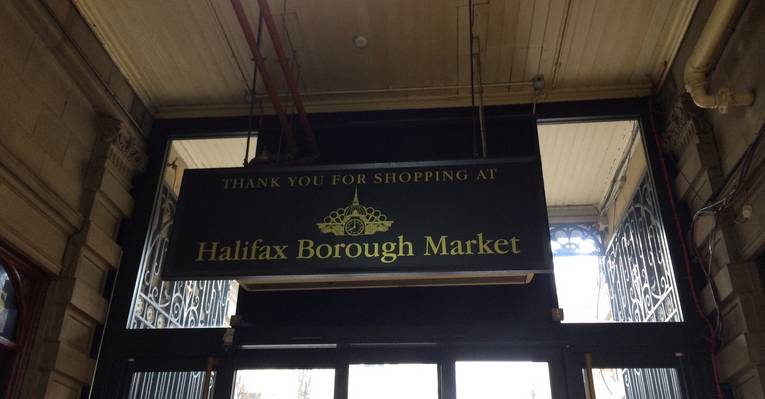 THANK YOU FOR SHOPPING AT
Halifax Borough Market